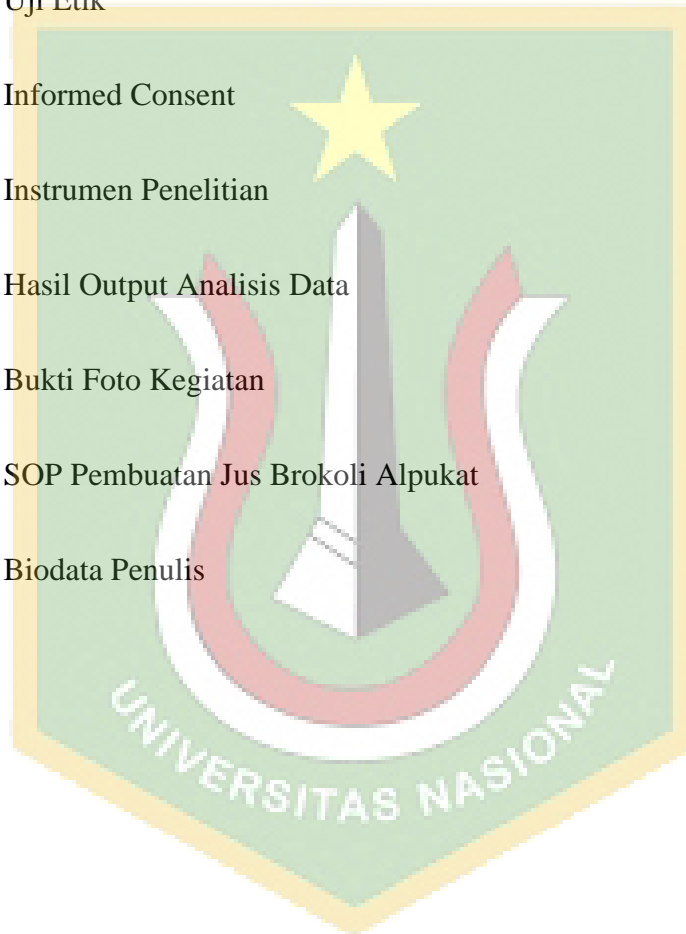 Uji Etik
Informed Consent
Instrumen Penelitian
Hasil Output Analisis Data
Bukti Foto Kegiatan
SOP Pembuatan Jus Brokoli Alpukat
Biodata Penulis
UNIVERSITAS NASIONAL